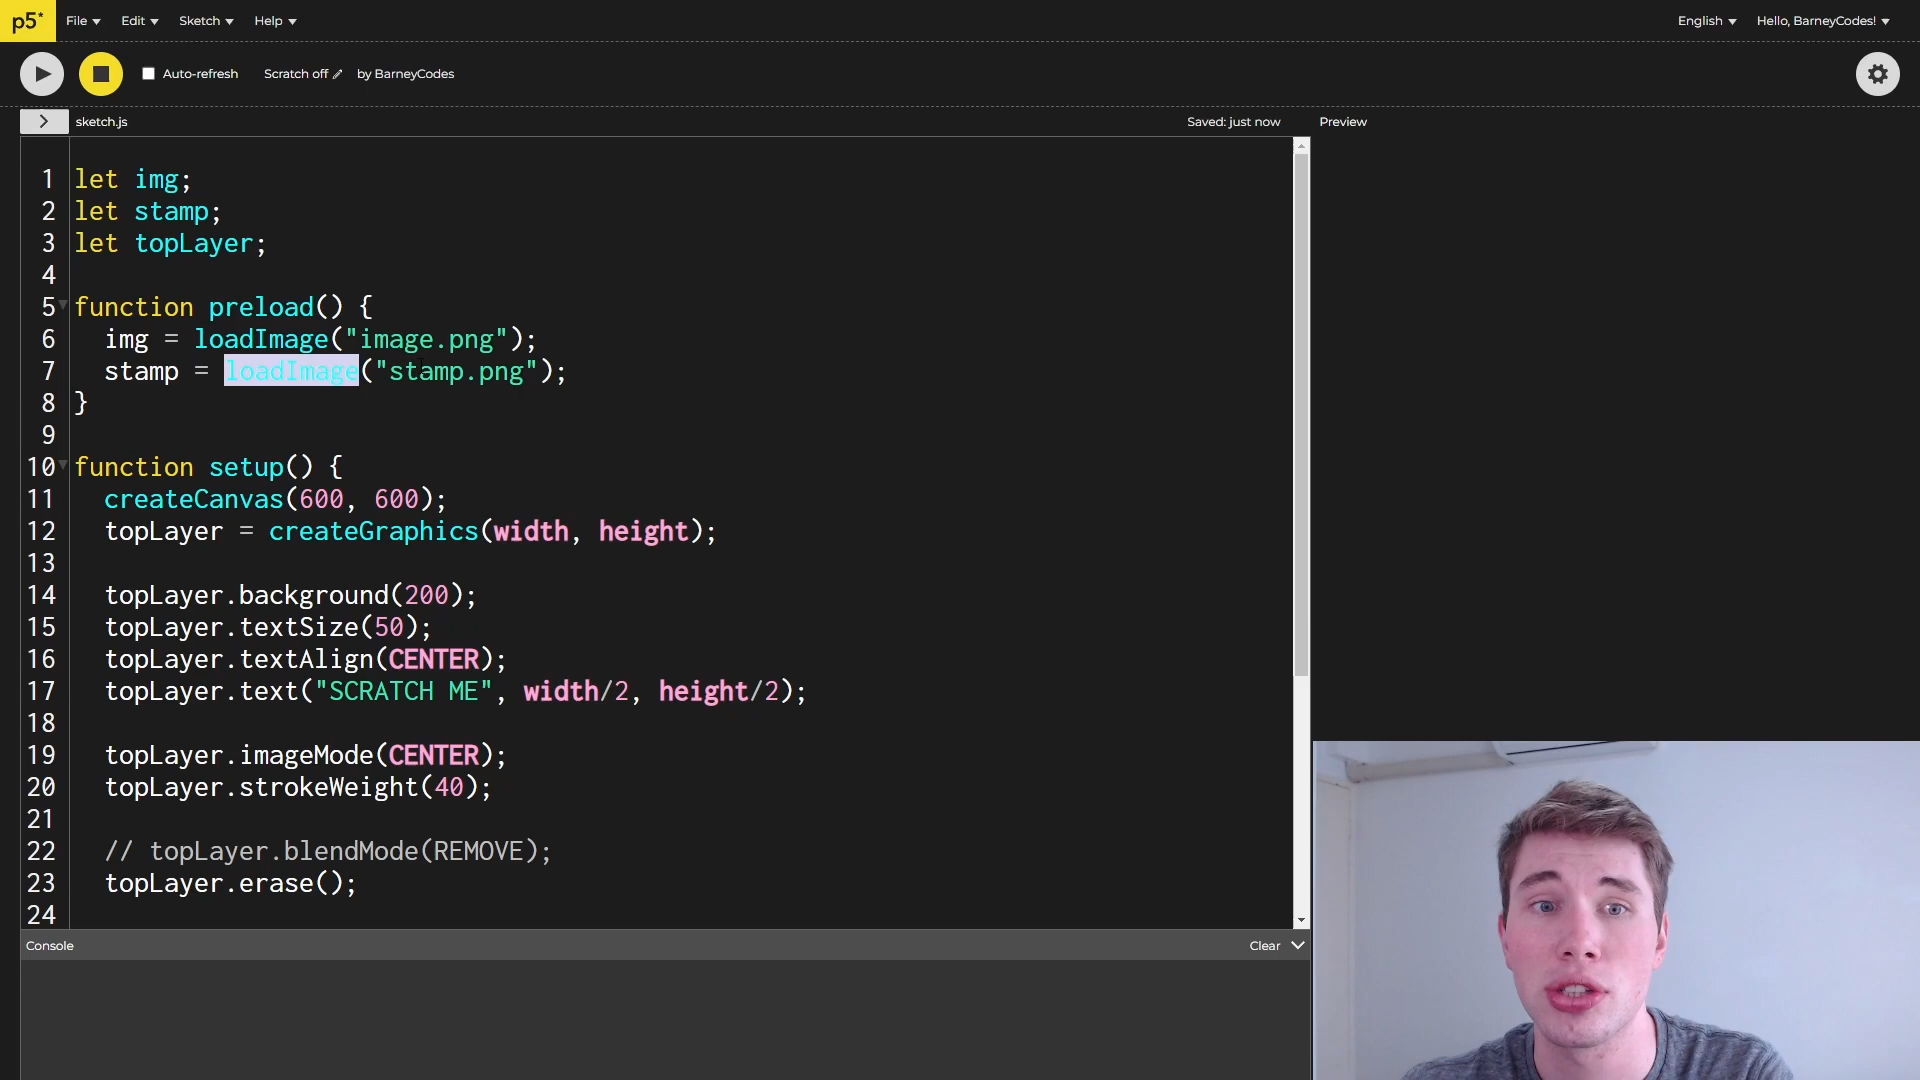 p5* File Edit Sketch Help English Hello, BarneyCodes!
Auto-refresh Scratch off by BarneyCodes
> sketch.js Saved: just now Preview
1 let img;
2 let stamp;
3 let topLayer;
4
5 function preload() {
6 img = loadImage("image.png");
7 stamp = loadImage("stamp.png");
8 }
9
10 function setup() {
11 createCanvas(600, 600);
12 topLayer = createGraphics(width, height);
13
14 topLayer.background(200);
15 topLayer.textSize(50);
16 topLayer.textAlign(CENTER);
17 topLayer.text("SCRATCH ME", width/2, height/2);
18
19 topLayer.imageMode(CENTER);
20 topLayer.strokeWeight(40);
21
22 // topLayer.blendMode(REMOVE);
23 topLayer.erase();
24
Console Clear